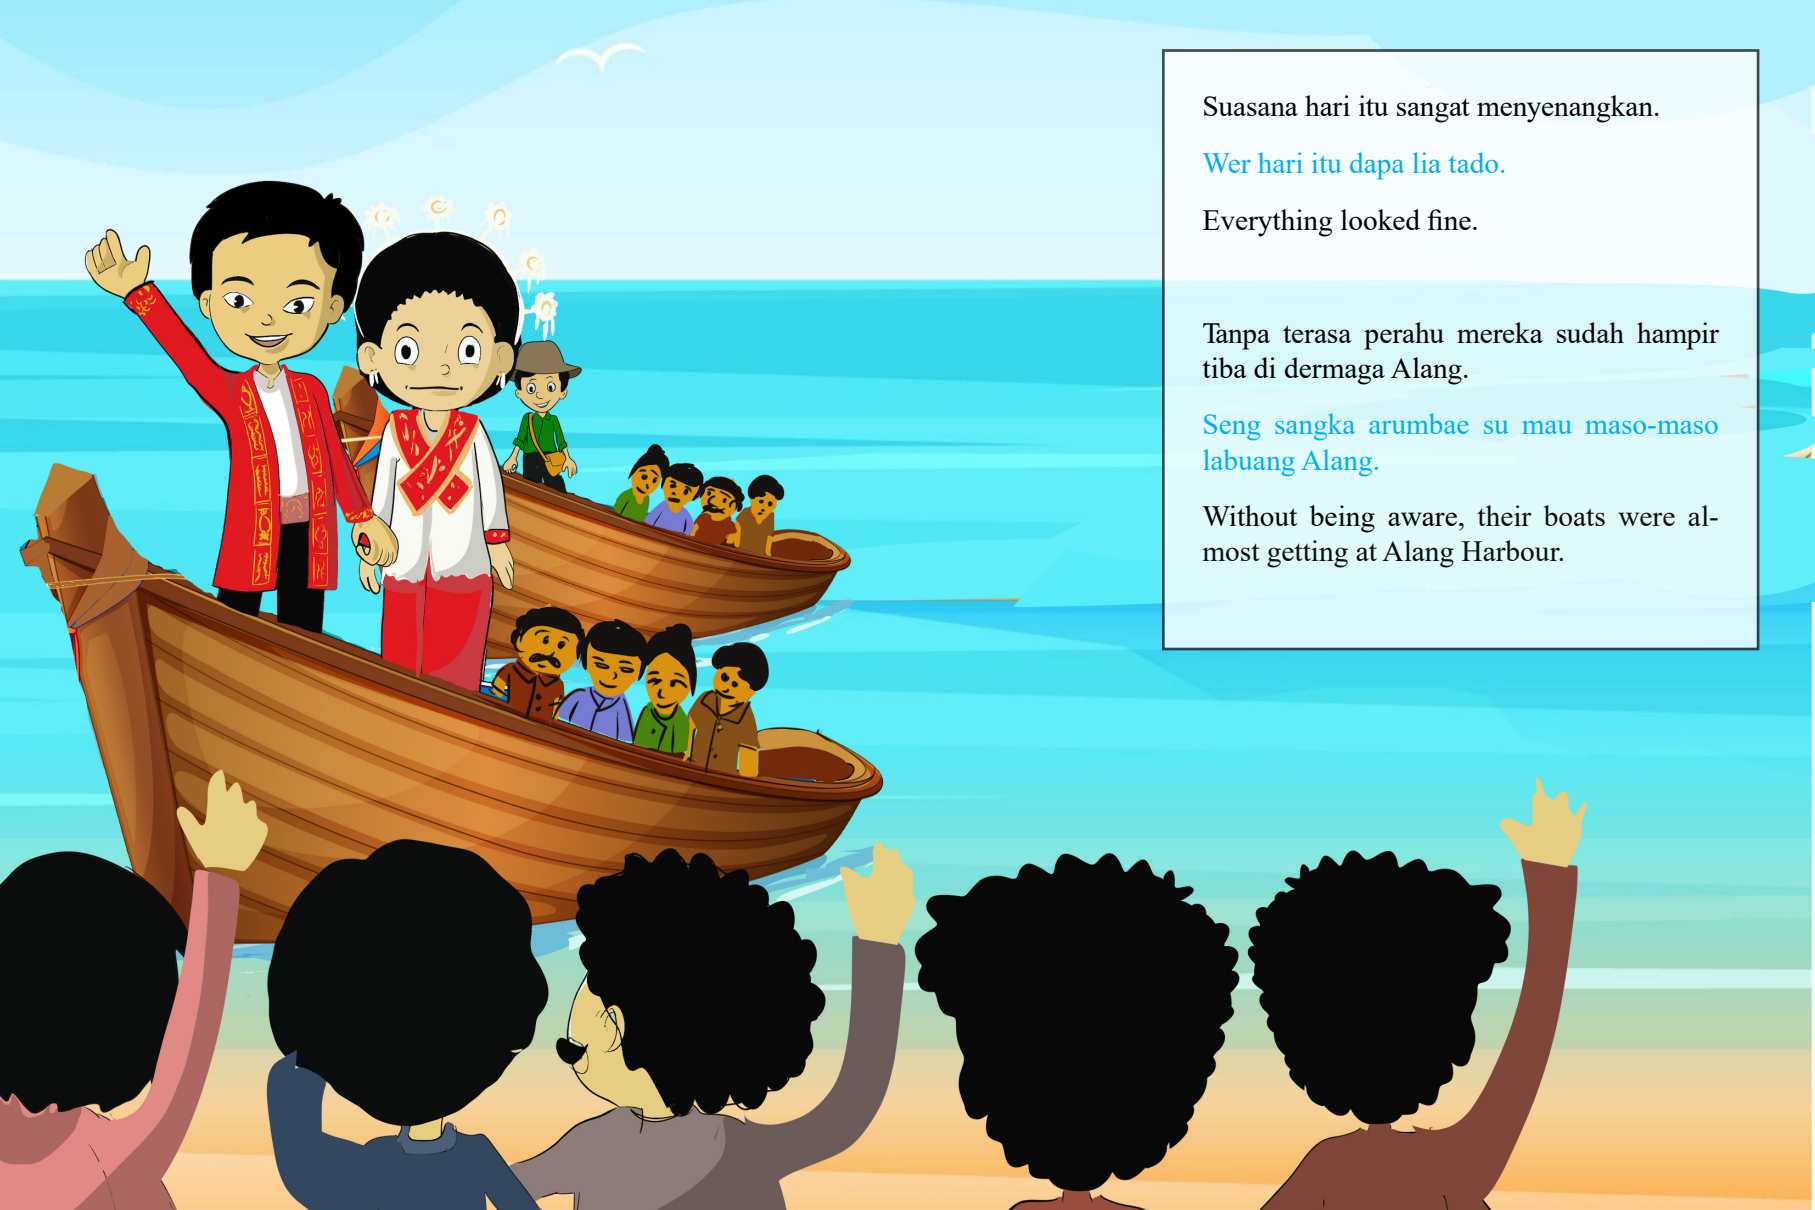 Suasana hari itu sangat menyenangkan.
Wer hari itu dapa lia tado.
Everything looked fine.
Tanpa terasa perahu mereka sudah hampir
tiba di dermaga Alang.
Seng sangka arumbae su mau maso-maso
labuang Alang.
Without being aware, their boats were al-
most getting at Alang Harbour.